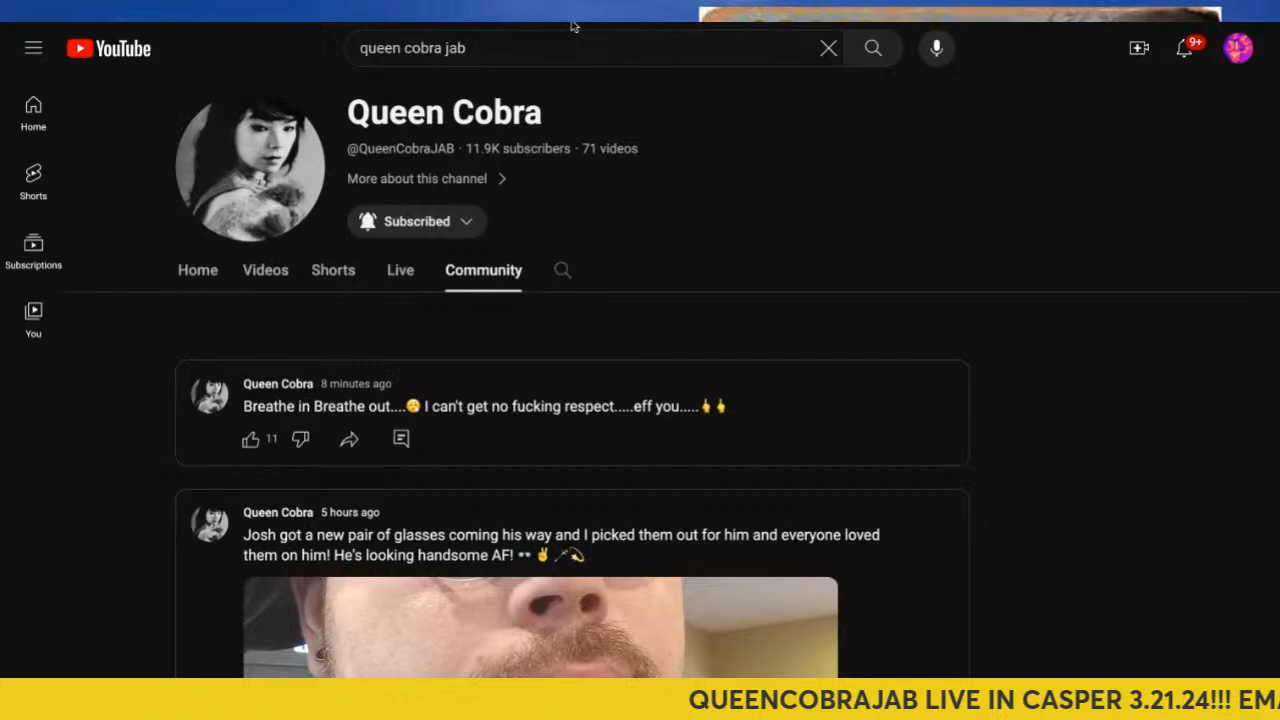 YouTube
queen cobra jab
9+
Home
Shorts
Subscriptions
You
Queen Cobra
@QueenCobraJAB · 11.9K subscribers · 71 videos
More about this channel
Subscribed
Home Videos Shorts Live Community
Queen Cobra 8 minutes ago
Breathe in Breathe out....😮‍💨 I can't get no fucking respect.....eff you.....🖕🖕
11
Queen Cobra 5 hours ago
Josh got a new pair of glasses coming his way and I picked them out for him and everyone loved
them on him! He's looking handsome AF! 🕶✌🪄💫
QUEENCOBRAJAB LIVE IN CASPER 3.21.24!!!